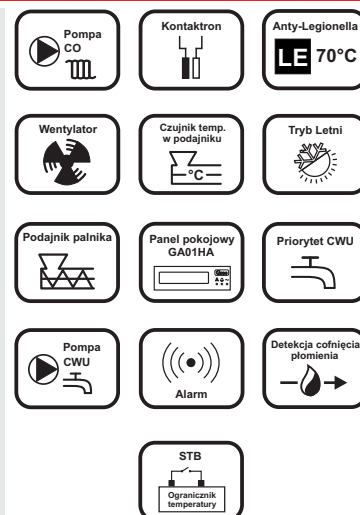 Pompa
CO
Kontaktron
Anty-Legionella
LE 70°C
Wentylator
Czujnik temp.
w podajniku
°C
Tryb Letni
Podajnik palnika
Panel pokojowy
GA01HA
Priorytet CWU
Pompa
CWU
Alarm
Detekcja cofnięcia
płomienia
STB
Ogranicznik
temperatury